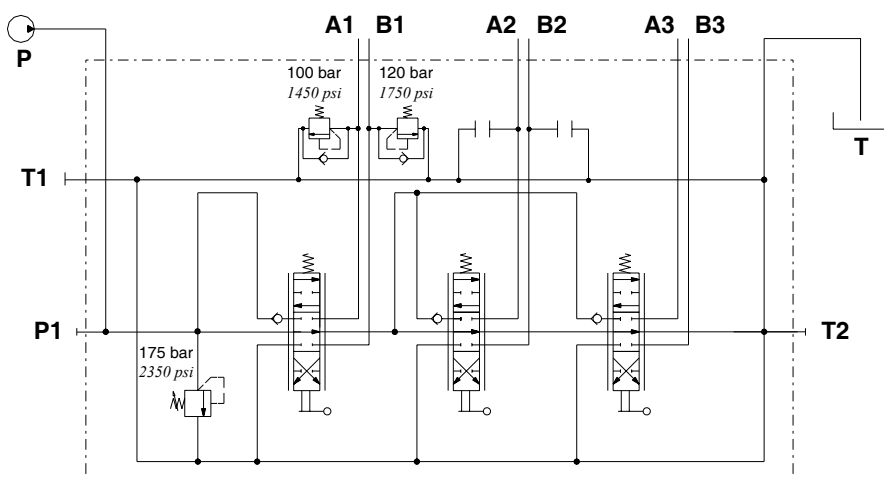 A1 B1 A2 B2 A3 B3
P
100 bar 120 bar
1450 psi 1750 psi
T
T1
P1 T2
175 bar
2350 psi